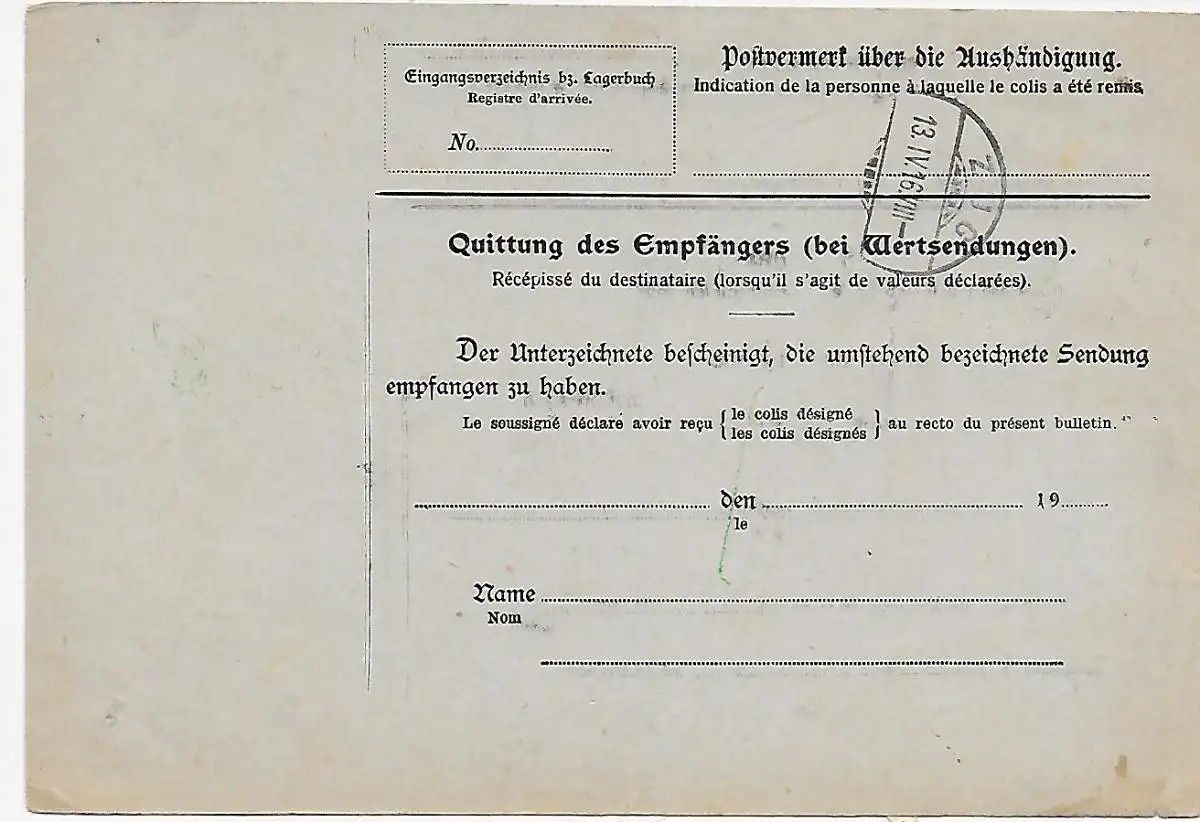 Eingangsverzeichnis bz. Lagerbuch
Registre d'arrivée.
No.
Postvermerk über die Aushändigung.
Indication de la personne à laquelle le colis a été remis
13.IV.16.VIII–
ZUG
Quittung des Empfängers (bei Wertsendungen).
Récépissé du destinataire (lorsqu'il s'agit de valeurs déclarées).
Der Unterzeichnete bescheinigt, die umstehend bezeichnete Sendung
empfangen zu haben.
Le soussigné déclare avoir reçu { le colis désigné / les colis désignés } au recto du présent bulletin.
den 19
le
Name
Nom